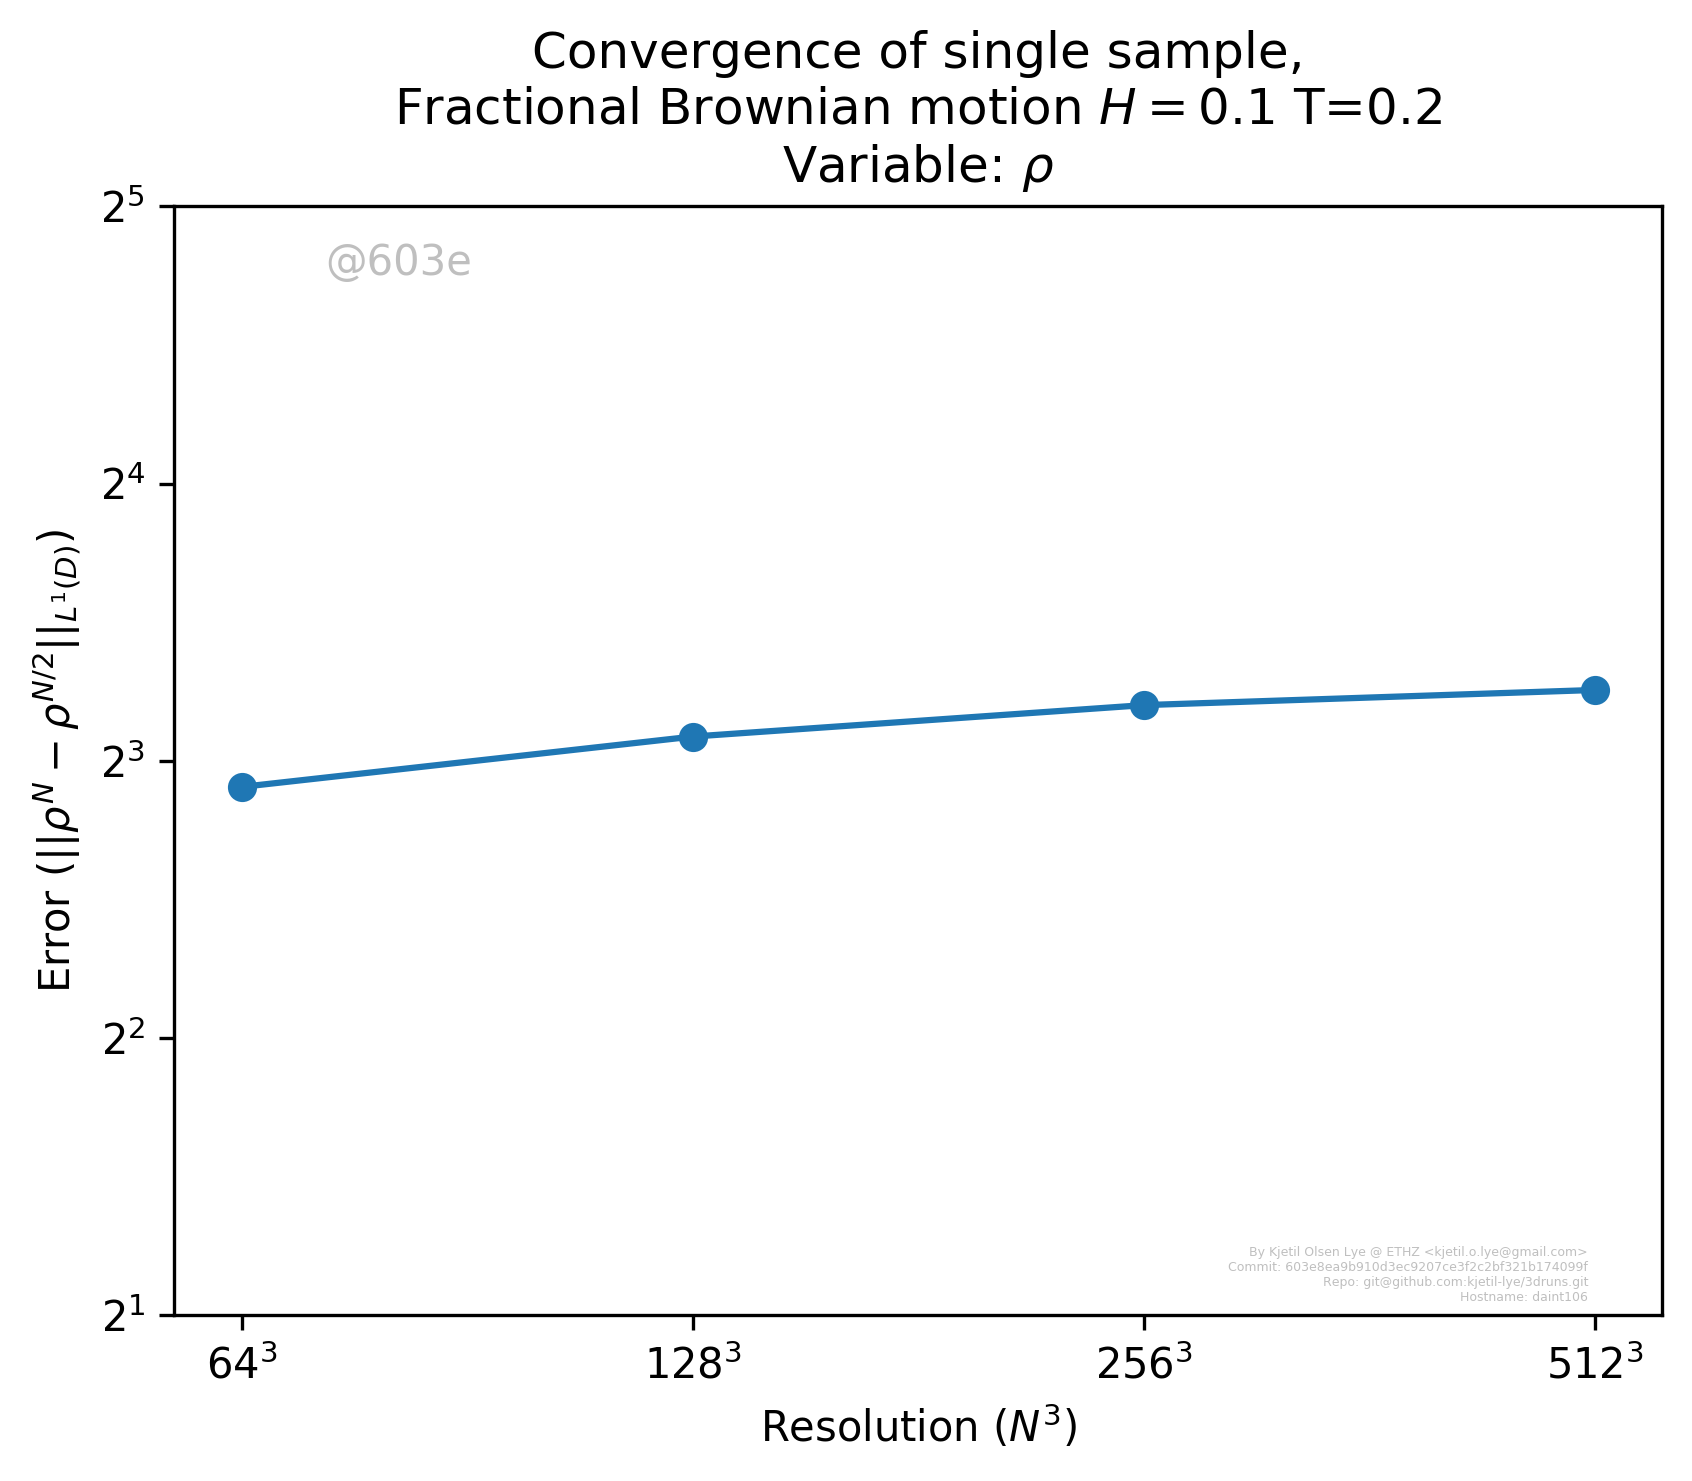 Convergence of single sample,
Fractional Brownian motion H = 0.1 T=0.2
Variable: ρ
@603e
2^5
2^4
2^3
2^2
2^1
Error (||ρ^N − ρ^{N/2}||_{L^1(D)})
By Kjetil Olsen Lye @ ETHZ <kjetil.o.lye@gmail.com>
Commit: 603e8ea9b910d3ec9207ce3f2c2bf321b174099f
Repo: git@github.com:kjetil-lye/3druns.git
Hostname: daint106
64^3 128^3 256^3 512^3
Resolution (N^3)